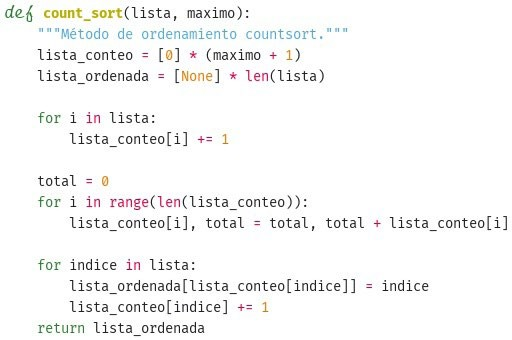 def count_sort(lista, maximo):
    """Método de ordenamiento countsort."""
    lista_conteo = [0] * (maximo + 1)
    lista_ordenada = [None] * len(lista)

    for i in lista:
        lista_conteo[i] += 1

    total = 0
    for i in range(len(lista_conteo)):
        lista_conteo[i], total = total, total + lista_conteo[i]

    for indice in lista:
        lista_ordenada[lista_conteo[indice]] = indice
        lista_conteo[indice] += 1
    return lista_ordenada